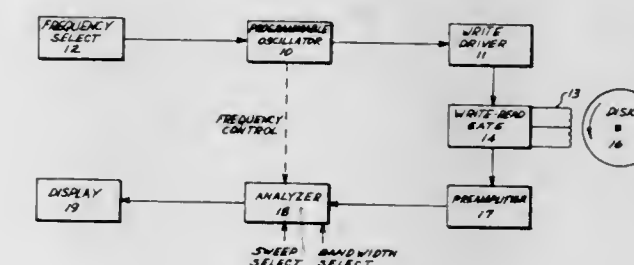 FREQUENCY
SELECT
12
PROGRAMMABLE
OSCILLATOR
10
WRITE
DRIVER
11
13
FREQUENCY
CONTROL
WRITE-READ
GATE
14
DISK
16
DISPLAY
19
ANALYZER
18
PREAMPLIFIER
17
SWEEP
SELECT
BANDWIDTH
SELECT